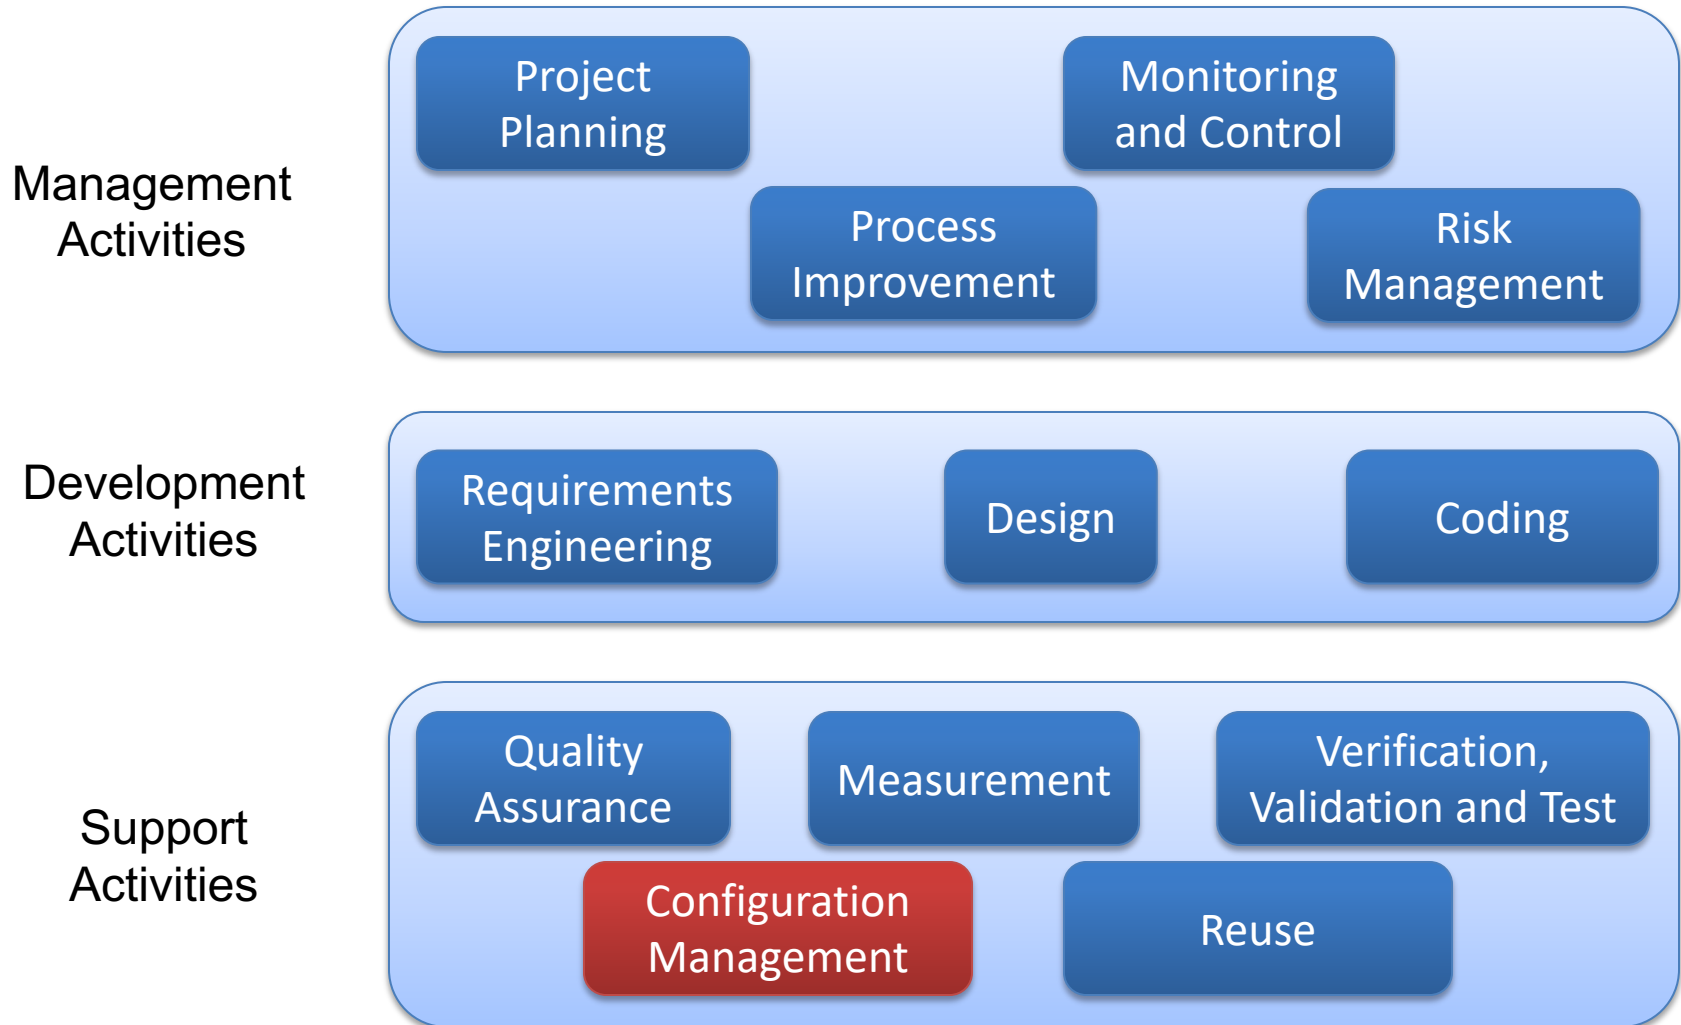 Management
Activities
Project
Planning
Monitoring
and Control
Process
Improvement
Risk
Management
Development
Activities
Requirements
Engineering
Design
Coding
Support
Activities
Quality
Assurance
Measurement
Verification,
Validation and Test
Configuration
Management
Reuse